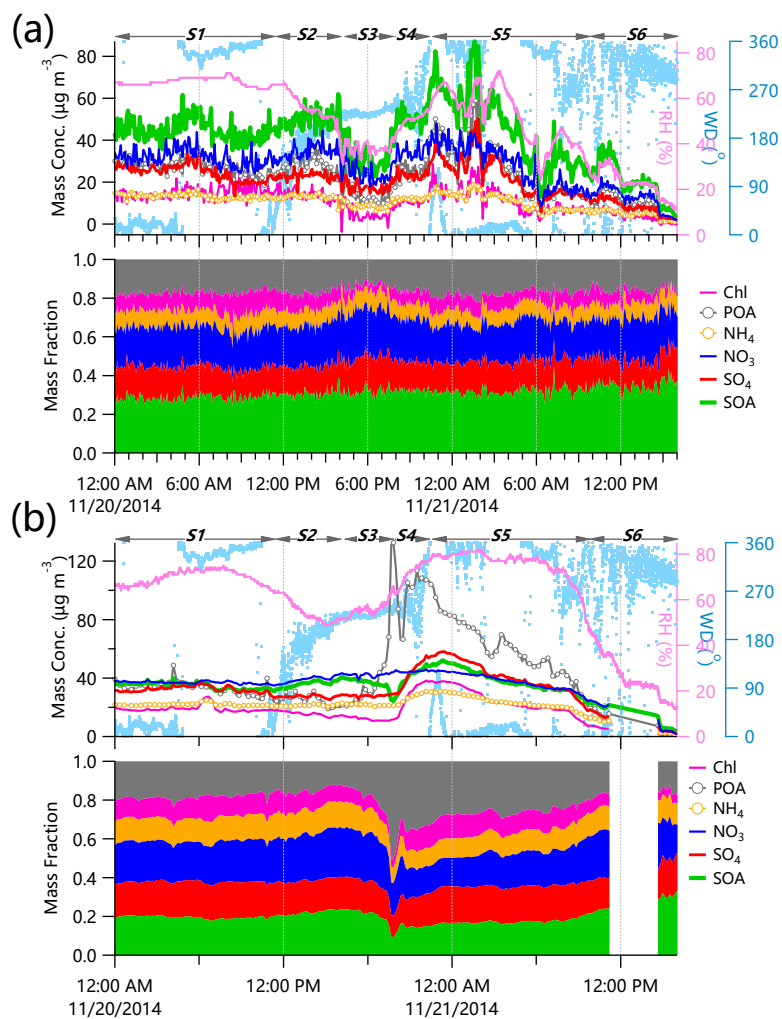 (a)
S1 S2 S3 S4 S5 S6
Mass Conc. (µg m⁻³)
80
60
40
20
0
RH (%)
80
60
40
20
0
WD (°)
360
270
180
90
0
Mass Fraction
1.0
0.8
0.6
0.4
0.2
0.0
Chl
POA
NH₄
NO₃
SO₄
SOA
12:00 AM 6:00 AM 12:00 PM 6:00 PM 12:00 AM 6:00 AM 12:00 PM
11/20/2014 11/21/2014
(b)
S1 S2 S3 S4 S5 S6
Mass Conc. (µg m⁻³)
120
80
40
0
RH (%)
80
60
40
20
0
WD (°)
360
270
180
90
0
Mass Fraction
1.0
0.8
0.6
0.4
0.2
0.0
Chl
POA
NH₄
NO₃
SO₄
SOA
12:00 AM 12:00 PM 12:00 AM 12:00 PM
11/20/2014 11/21/2014